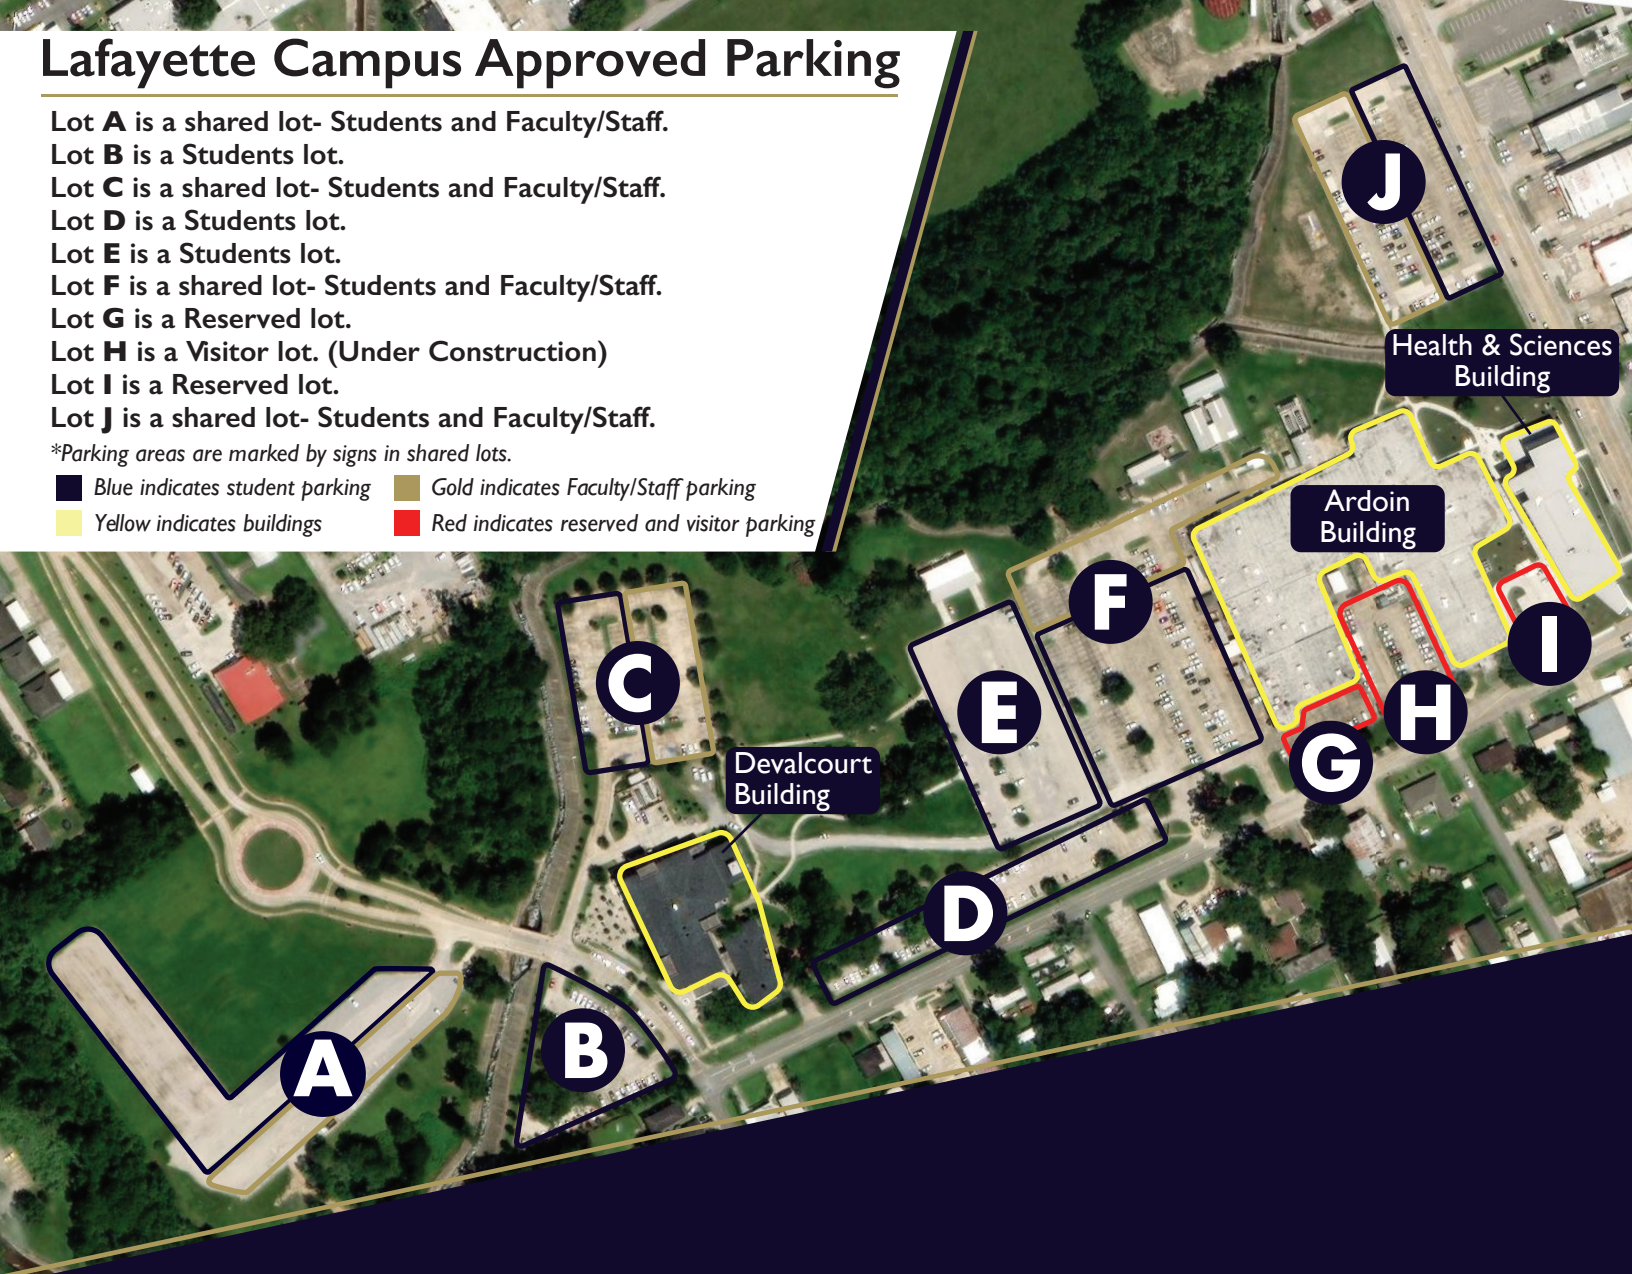 Lafayette Campus Approved Parking
Lot A is a shared lot- Students and Faculty/Staff.
Lot B is a Students lot.
Lot C is a shared lot- Students and Faculty/Staff.
Lot D is a Students lot.
Lot E is a Students lot.
Lot F is a shared lot- Students and Faculty/Staff.
Lot G is a Reserved lot.
Lot H is a Visitor lot. (Under Construction)
Lot I is a Reserved lot.
Lot J is a shared lot- Students and Faculty/Staff.
*Parking areas are marked by signs in shared lots.
Blue indicates student parking
Gold indicates Faculty/Staff parking
Yellow indicates buildings
Red indicates reserved and visitor parking
J
Health & Sciences
Building
Ardoin
Building
F
I
C
E
H
G
Devalcourt
Building
D
B
A